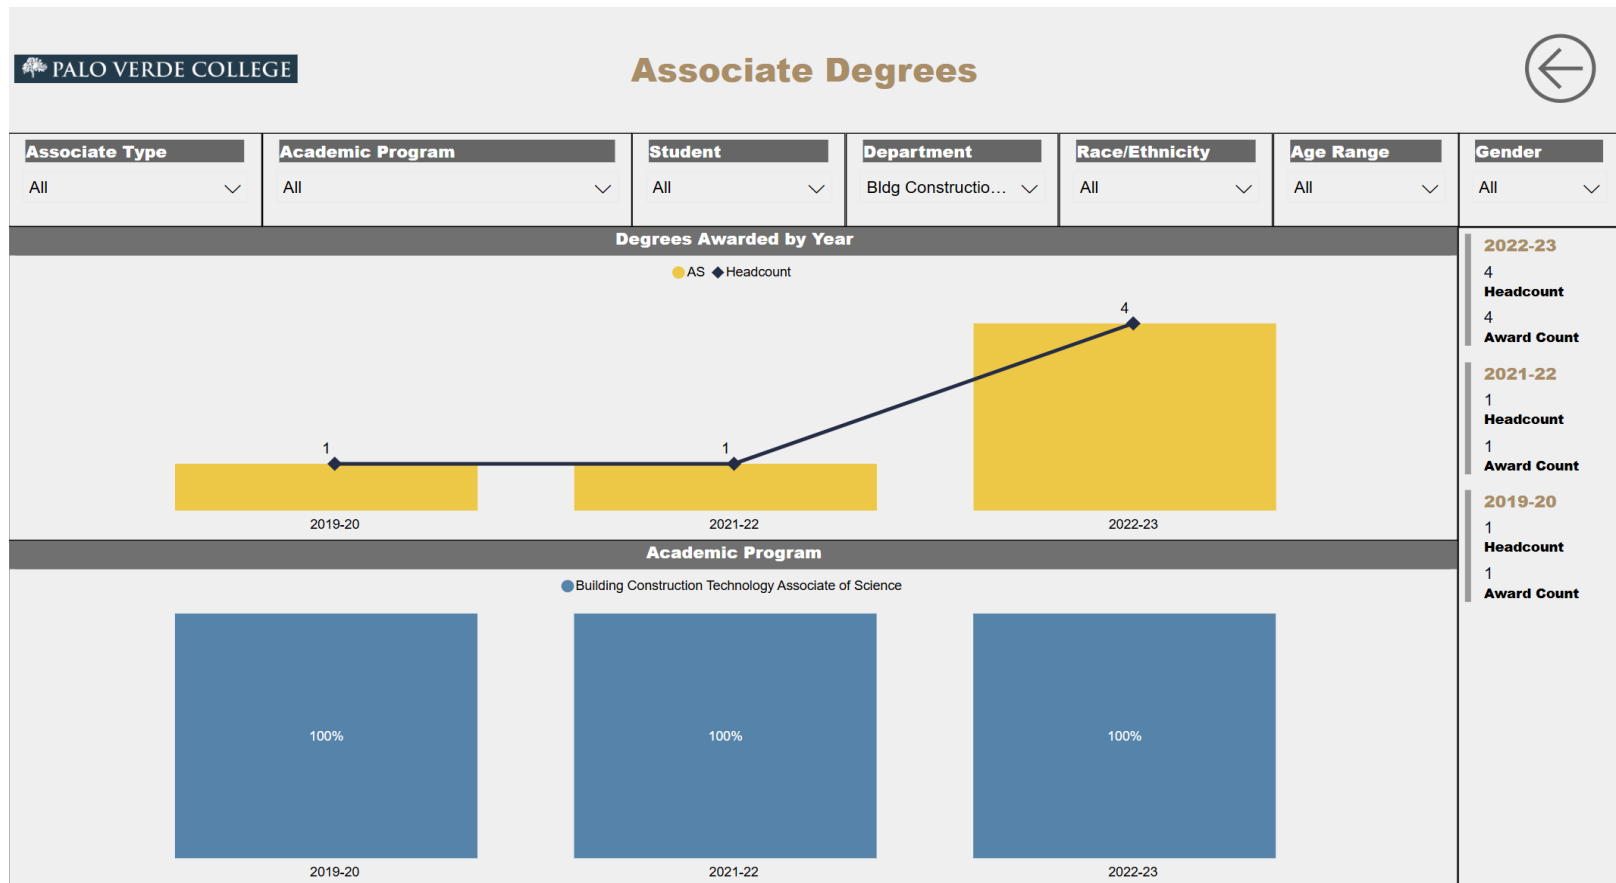 PALO VERDE COLLEGE
Associate Degrees
Associate Type
All
Academic Program
All
Student
All
Department
Bldg Constructio...
Race/Ethnicity
All
Age Range
All
Gender
All
Degrees Awarded by Year
AS Headcount
1
1
4
2019-20
2021-22
2022-23
Academic Program
Building Construction Technology Associate of Science
100%
100%
100%
2019-20
2021-22
2022-23
2022-23
4
Headcount
4
Award Count
2021-22
1
Headcount
1
Award Count
2019-20
1
Headcount
1
Award Count